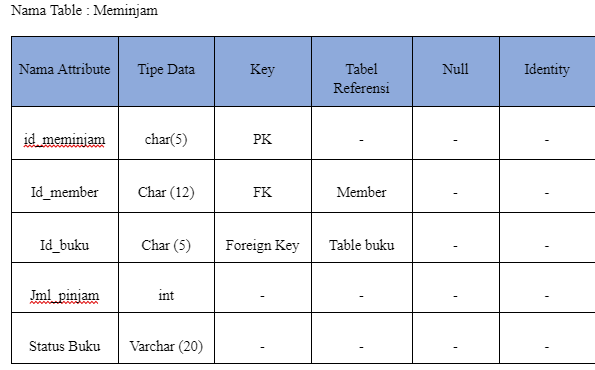 Nama Table : Meminjam
Nama Attribute Tipe Data Key Tabel Referensi Null Identity
id_meminjam char(5) PK - - -
Id_member Char (12) FK Member - -
Id_buku Char (5) Foreign Key Table buku - -
Jml_pinjam int - - - -
Status Buku Varchar (20) - - - -